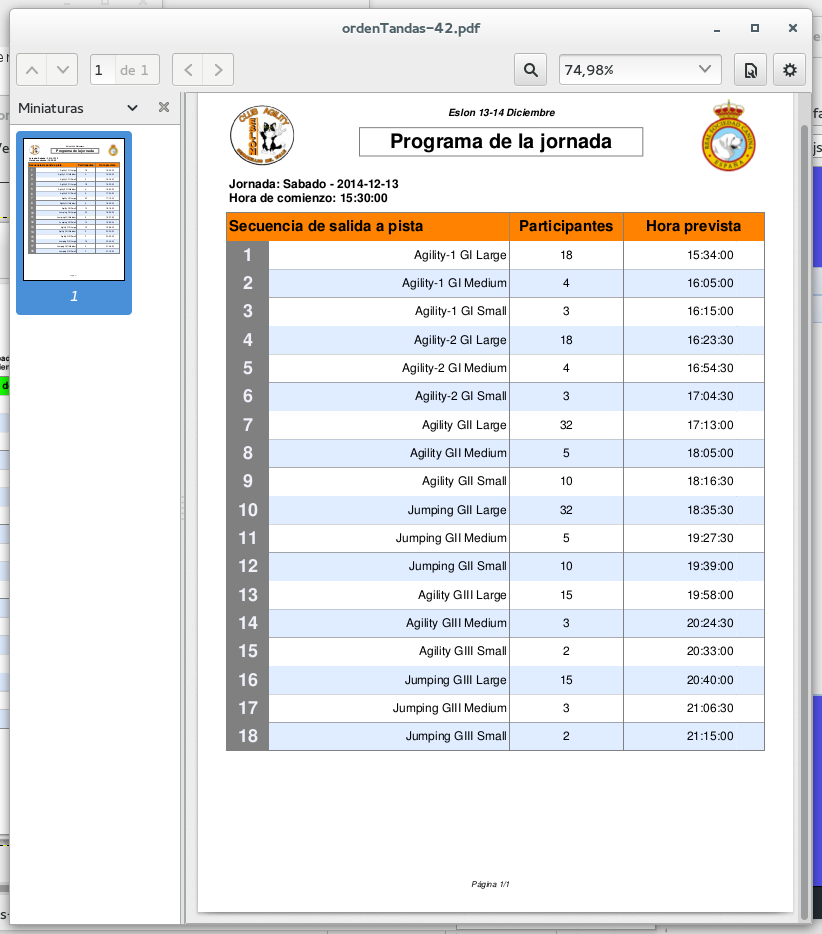 ordenTandas-42.pdf
1 de 1
74,98%
Miniaturas
1
CLUB AGILITY
ESLON
Eslon 13-14 Diciembre
Programa de la jornada
REAL SOCIEDAD CANINA
ESPAÑA
Jornada: Sabado - 2014-12-13
Hora de comienzo: 15:30:00
Secuencia de salida a pista Participantes Hora prevista
1 Agility-1 GI Large 18 15:34:00
2 Agility-1 GI Medium 4 16:05:00
3 Agility-1 GI Small 3 16:15:00
4 Agility-2 GI Large 18 16:23:30
5 Agility-2 GI Medium 4 16:54:30
6 Agility-2 GI Small 3 17:04:30
7 Agility GII Large 32 17:13:00
8 Agility GII Medium 5 18:05:00
9 Agility GII Small 10 18:16:30
10 Jumping GII Large 32 18:35:30
11 Jumping GII Medium 5 19:27:30
12 Jumping GII Small 10 19:39:00
13 Agility GIII Large 15 19:58:00
14 Agility GIII Medium 3 20:24:30
15 Agility GIII Small 2 20:33:00
16 Jumping GIII Large 15 20:40:00
17 Jumping GIII Medium 3 21:06:30
18 Jumping GIII Small 2 21:15:00
Página 1/1